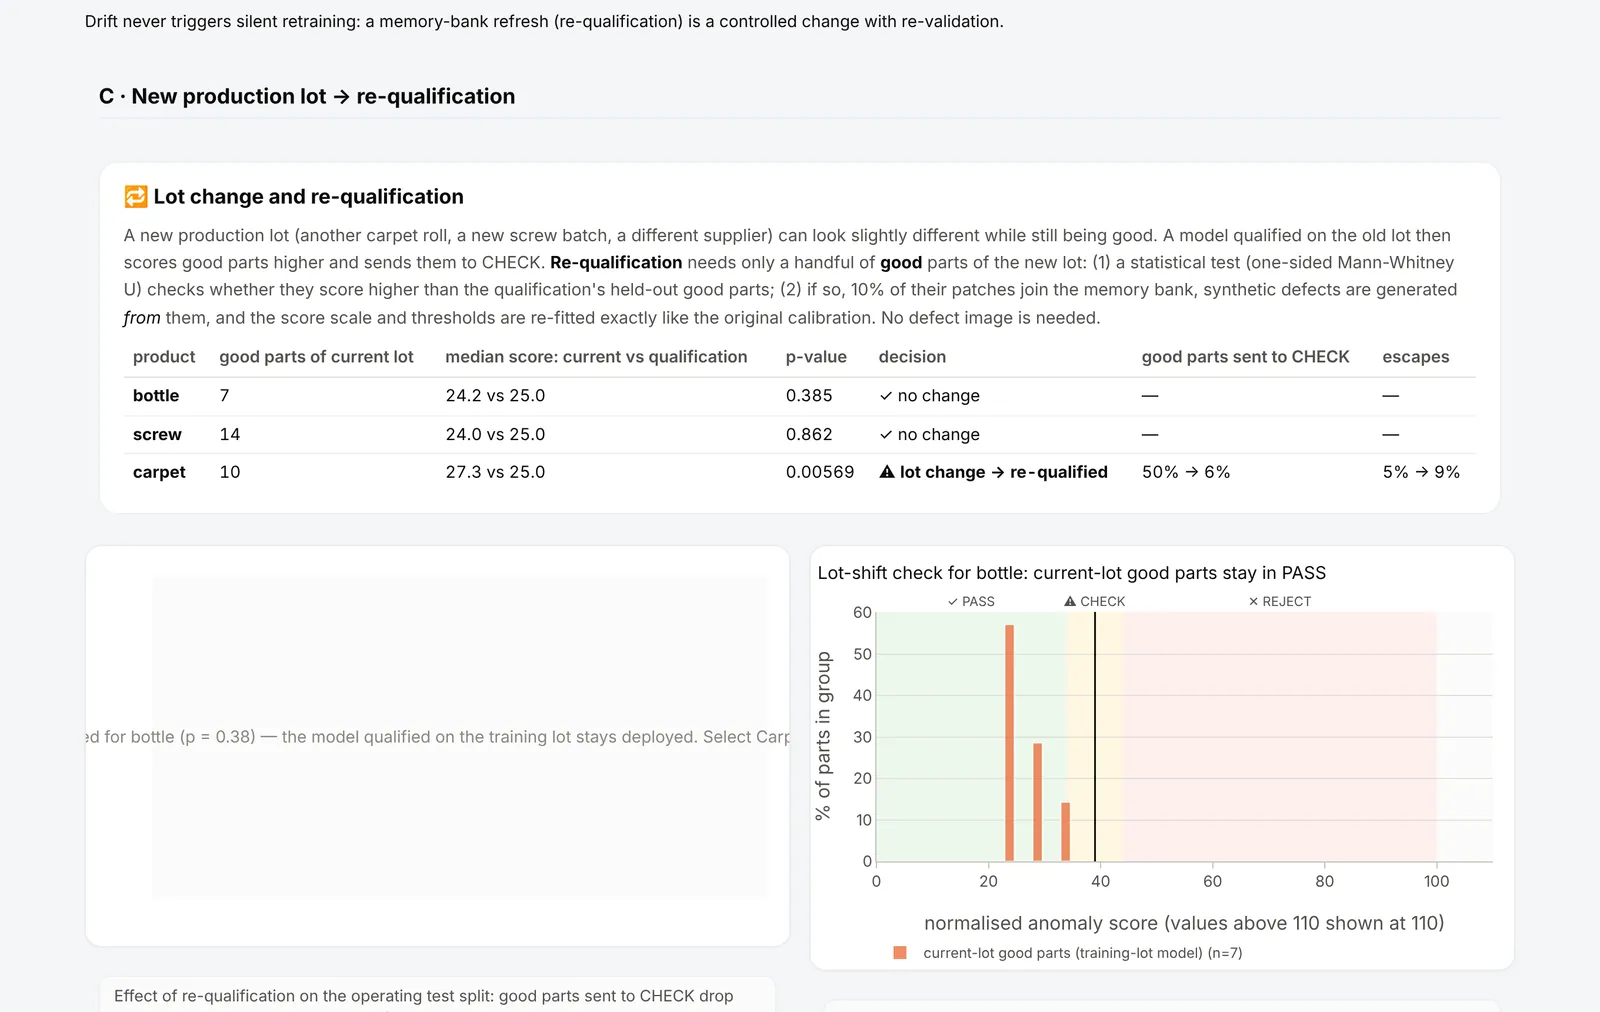 Drift never triggers silent retraining: a memory-bank refresh (re-qualification) is a controlled change with re-validation.
C · New production lot → re-qualification
🔁 Lot change and re-qualification
A new production lot (another carpet roll, a new screw batch, a different supplier) can look slightly different while still being good. A model qualified on the old lot then
scores good parts higher and sends them to CHECK. Re-qualification needs only a handful of good parts of the new lot: (1) a statistical test (one-sided Mann-Whitney
U) checks whether they score higher than the qualification's held-out good parts; (2) if so, 10% of their patches join the memory bank, synthetic defects are generated
from them, and the score scale and thresholds are re-fitted exactly like the original calibration. No defect image is needed.
product good parts of current lot median score: current vs qualification p-value decision good parts sent to CHECK escapes
bottle 7 24.2 vs 25.0 0.385 ✓ no change — —
screw 14 24.0 vs 25.0 0.862 ✓ no change — —
carpet 10 27.3 vs 25.0 0.00569 ⚠ lot change → re-qualified 50% → 6% 5% → 9%
ed for bottle (p = 0.38) — the model qualified on the training lot stays deployed. Select Carp
Lot-shift check for bottle: current-lot good parts stay in PASS
✓ PASS ⚠ CHECK ✕ REJECT
% of parts in group
60
50
40
30
20
10
0
0 20 40 60 80 100
normalised anomaly score (values above 110 shown at 110)
current-lot good parts (training-lot model) (n=7)
Effect of re-qualification on the operating test split: good parts sent to CHECK drop